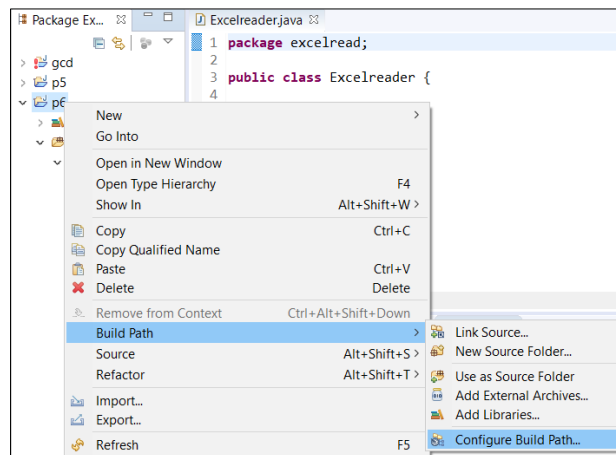 Package Ex...
Excelreader.java
1 package excelread;
2
3 public class Excelreader {
4
gcd
p5
p6
New
Go Into
Open in New Window
Open Type Hierarchy F4
Show In Alt+Shift+W >
Copy Ctrl+C
Copy Qualified Name
Paste Ctrl+V
Delete Delete
Remove from Context Ctrl+Alt+Shift+Down
Build Path
Source Alt+Shift+S >
Refactor Alt+Shift+T >
Import...
Export...
Refresh F5
Link Source...
New Source Folder...
Use as Source Folder
Add External Archives...
Add Libraries...
Configure Build Path...